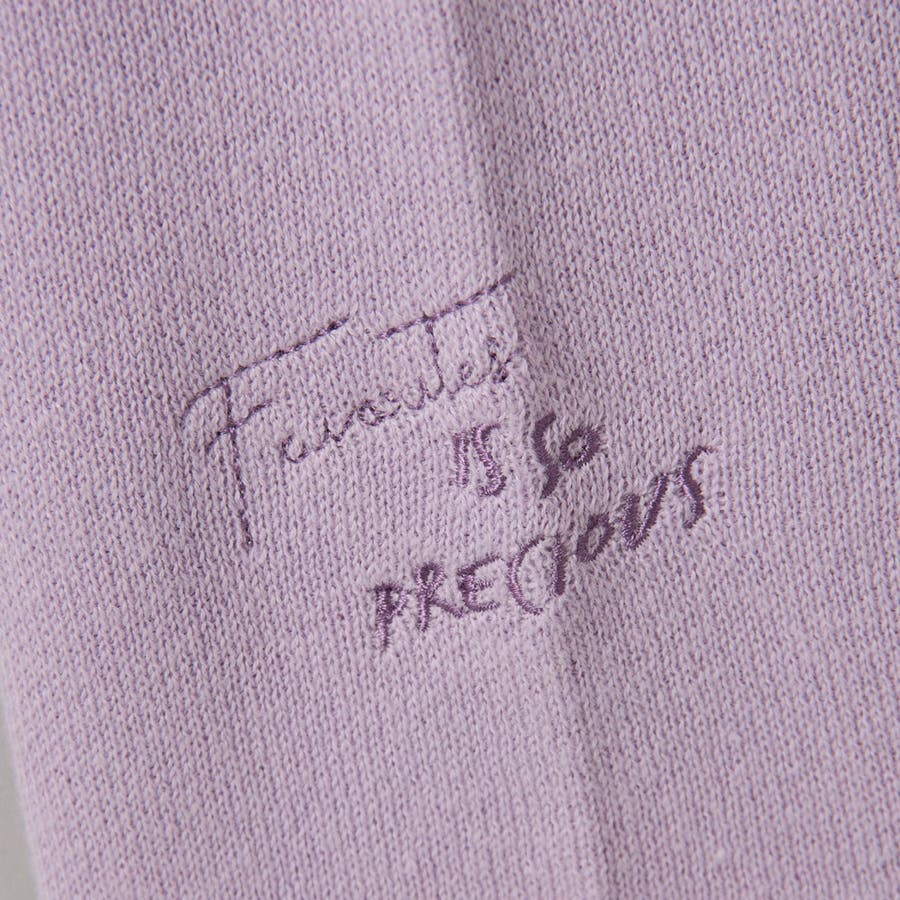 Favorites
IS SO
PRECIOUS